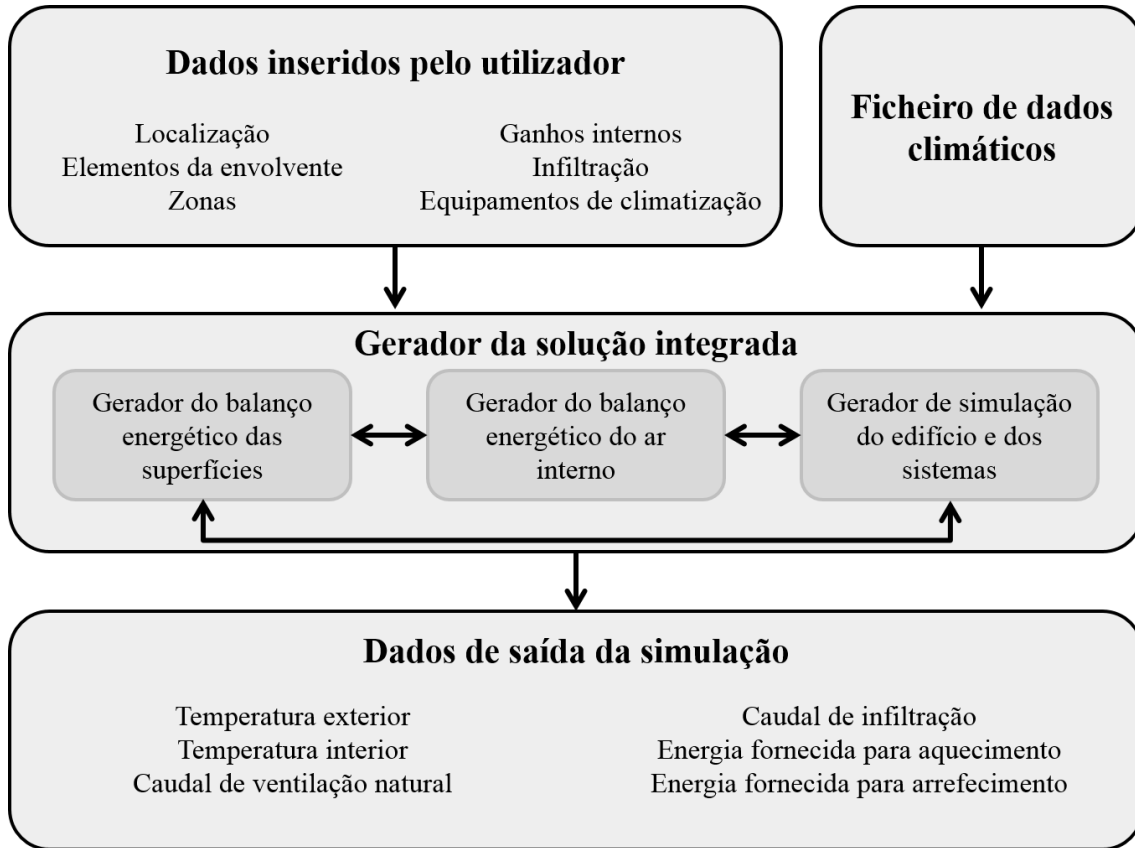 Dados inseridos pelo utilizador
Localização
Elementos da envolvente
Zonas
Ganhos internos
Infiltração
Equipamentos de climatização
Ficheiro de dados
climáticos
Gerador da solução integrada
Gerador do balanço
energético das
superfícies
Gerador do balanço
energético do ar
interno
Gerador de simulação
do edifício e dos
sistemas
Dados de saída da simulação
Temperatura exterior
Temperatura interior
Caudal de ventilação natural
Caudal de infiltração
Energia fornecida para aquecimento
Energia fornecida para arrefecimento